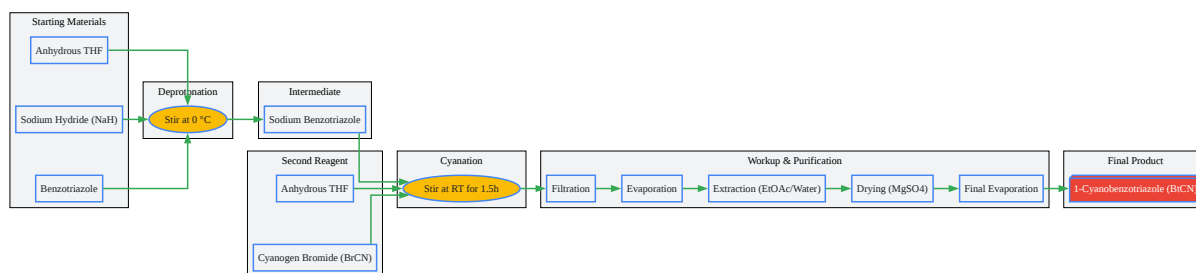 Starting Materials
Anhydrous THF
Sodium Hydride (NaH)
Benzotriazole
Deprotonation
Stir at 0 °C
Intermediate
Sodium Benzotriazole
Second Reagent
Anhydrous THF
Cyanogen Bromide (BrCN)
Cyanation
Stir at RT for 1.5h
Workup & Purification
Filtration
Evaporation
Extraction (EtOAc/Water)
Drying (MgSO4)
Final Evaporation
Final Product
1-Cyanobenzotriazole (BtCN)